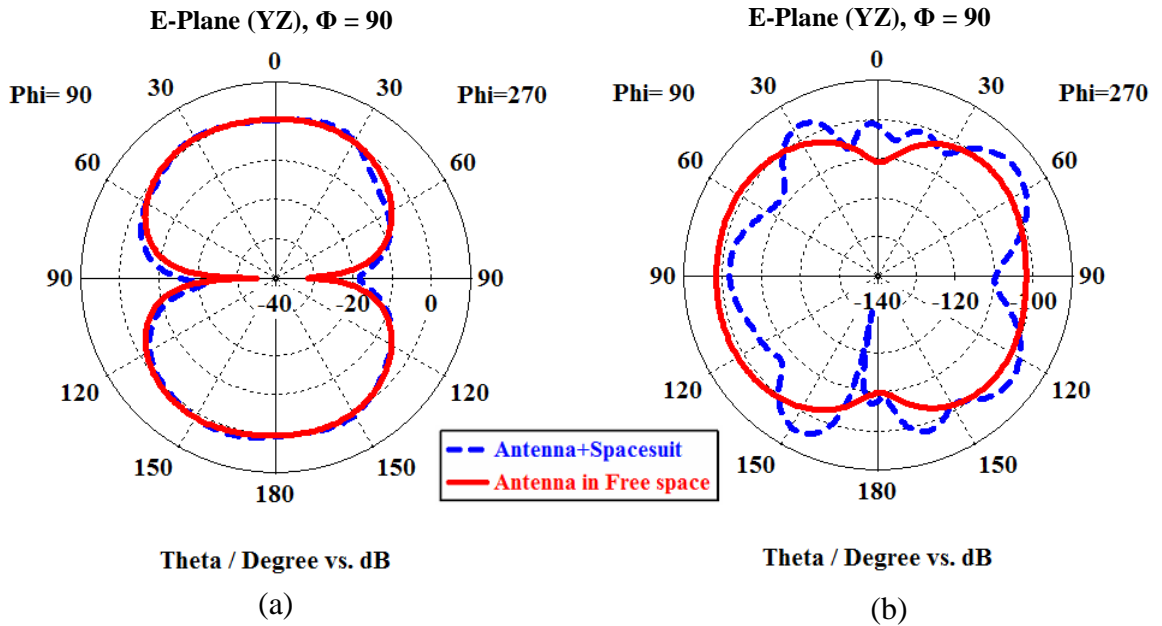 E-Plane (YZ), Φ = 90
0
Phi= 90
30
30
Phi=270
60
60
90
90
-40
-20
0
120
120
150
150
180
Theta / Degree vs. dB
(a)
E-Plane (YZ), Φ = 90
0
Phi= 90
30
30
Phi=270
60
60
90
90
-140
-120
-100
120
120
150
150
180
Theta / Degree vs. dB
(b)
Antenna+Spacesuit
Antenna in Free space